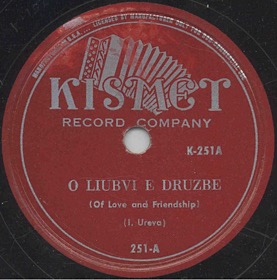 KISMET
RECORD COMPANY
K-251A
O LIUBVI E DRUZBE
(Of Love and Friendship)
(I. Ureva)
251-A